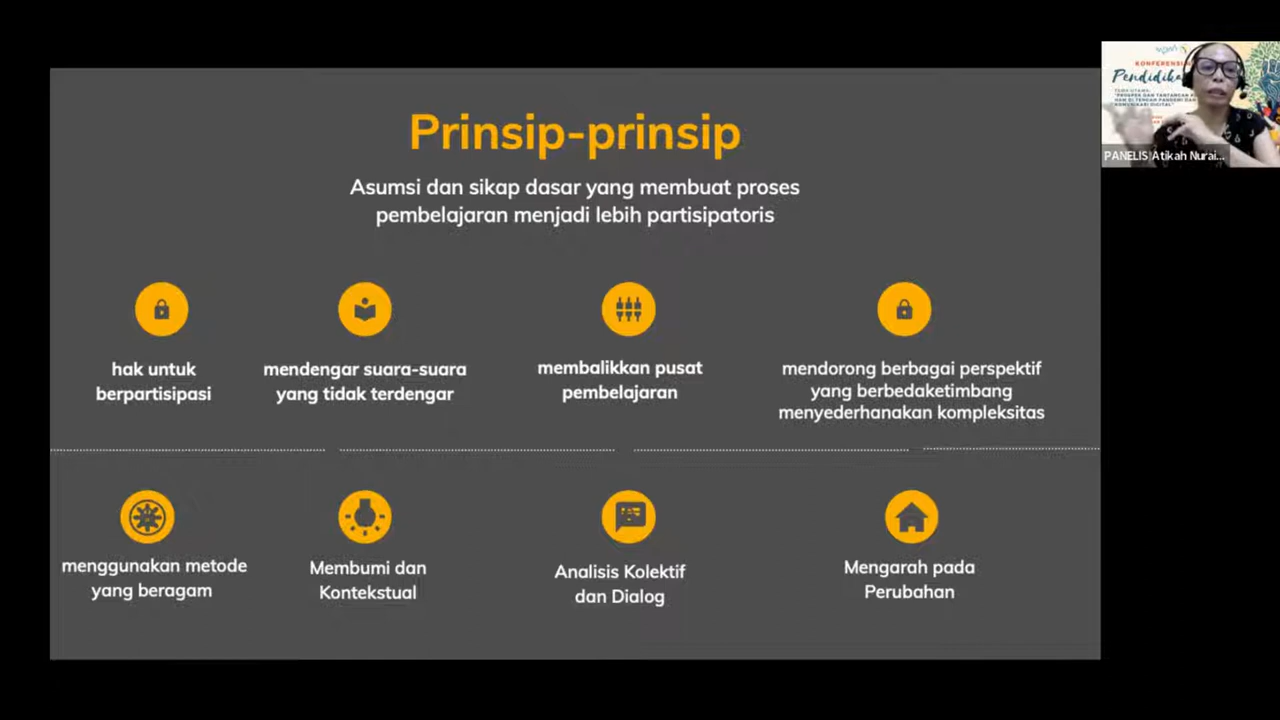 Prinsip-prinsip
Asumsi dan sikap dasar yang membuat proses
pembelajaran menjadi lebih partisipatoris
hak untuk
berpartisipasi
mendengar suara-suara
yang tidak terdengar
membalikkan pusat
pembelajaran
mendorong berbagai perspektif
yang berbedaketimbang
menyederhanakan kompleksitas
menggunakan metode
yang beragam
Membumi dan
Kontekstual
Analisis Kolektif
dan Dialog
Mengarah pada
Perubahan
KONFERENSI
Pendidika
PANELIS Atikah Nurai...